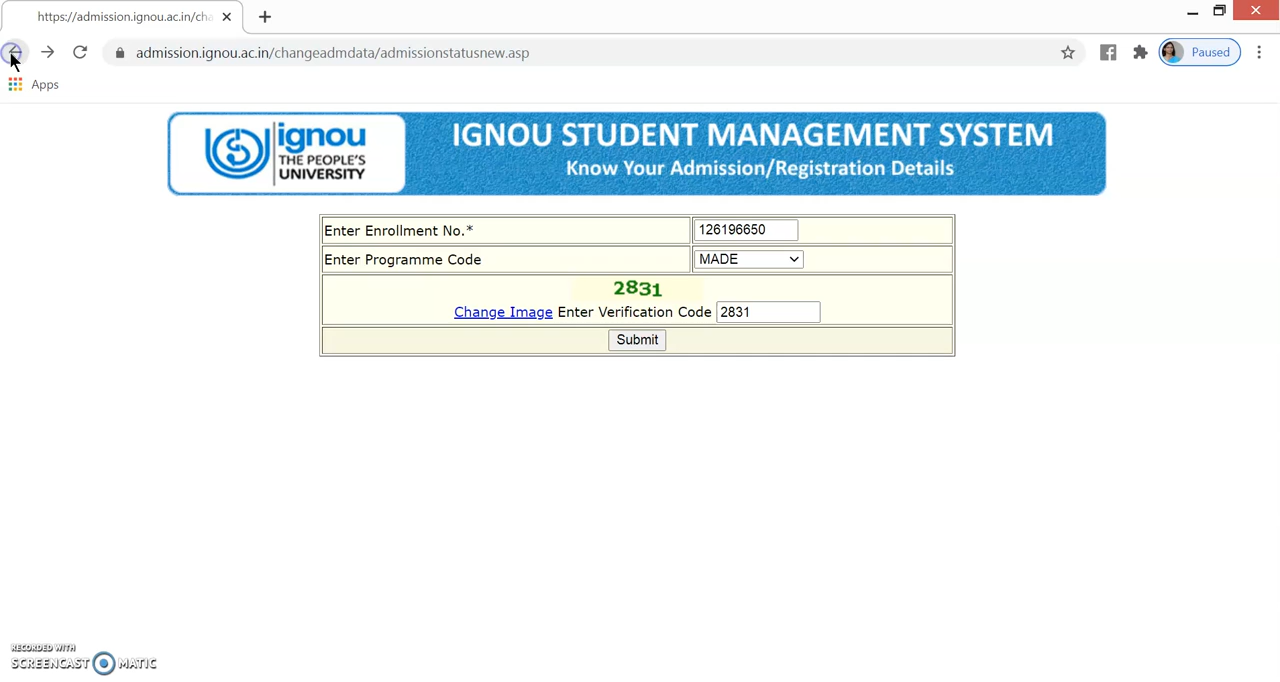 https://admission.ignou.ac.in/cha
admission.ignou.ac.in/changeadmdata/admissionstatusnew.asp
Paused
Apps
ignou
THE PEOPLE'S
UNIVERSITY
IGNOU STUDENT MANAGEMENT SYSTEM
Know Your Admission/Registration Details
Enter Enrollment No.* 126196650
Enter Programme Code MADE
2831
Change Image Enter Verification Code 2831
Submit
RECORDED WITH
SCREENCAST MATIC